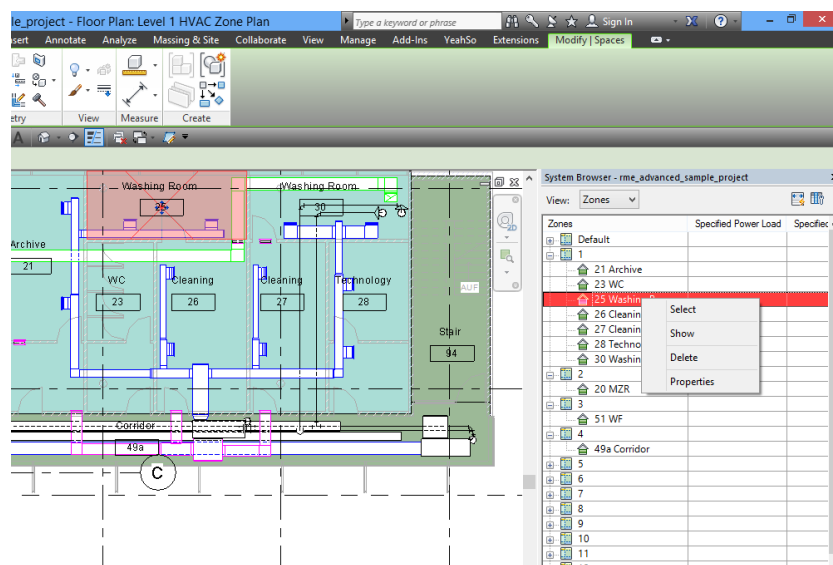 le_project - Floor Plan: Level 1 HVAC Zone Plan
Type a keyword or phrase
Sign In
sert Annotate Analyze Massing & Site Collaborate View Manage Add-Ins YeahSo Extensions Modify | Spaces
etry View Measure Create
A
System Browser - rme_advanced_sample_project
View: Zones
Zones Specified Power Load Specified
Default
1
21 Archive
23 WC
25 Washing R
26 Cleanin
27 Cleanin
28 Techno
30 Washin
2
20 MZR
3
51 WF
4
49a Corridor
5
6
7
8
9
10
11
Select
Show
Delete
Properties
Washing Room
25
Washing Room
30
2D
Archive
21
WC
23
Cleaning
26
Cleaning
27
Technology
28
AUF
Stair
94
Corridor
49a
C